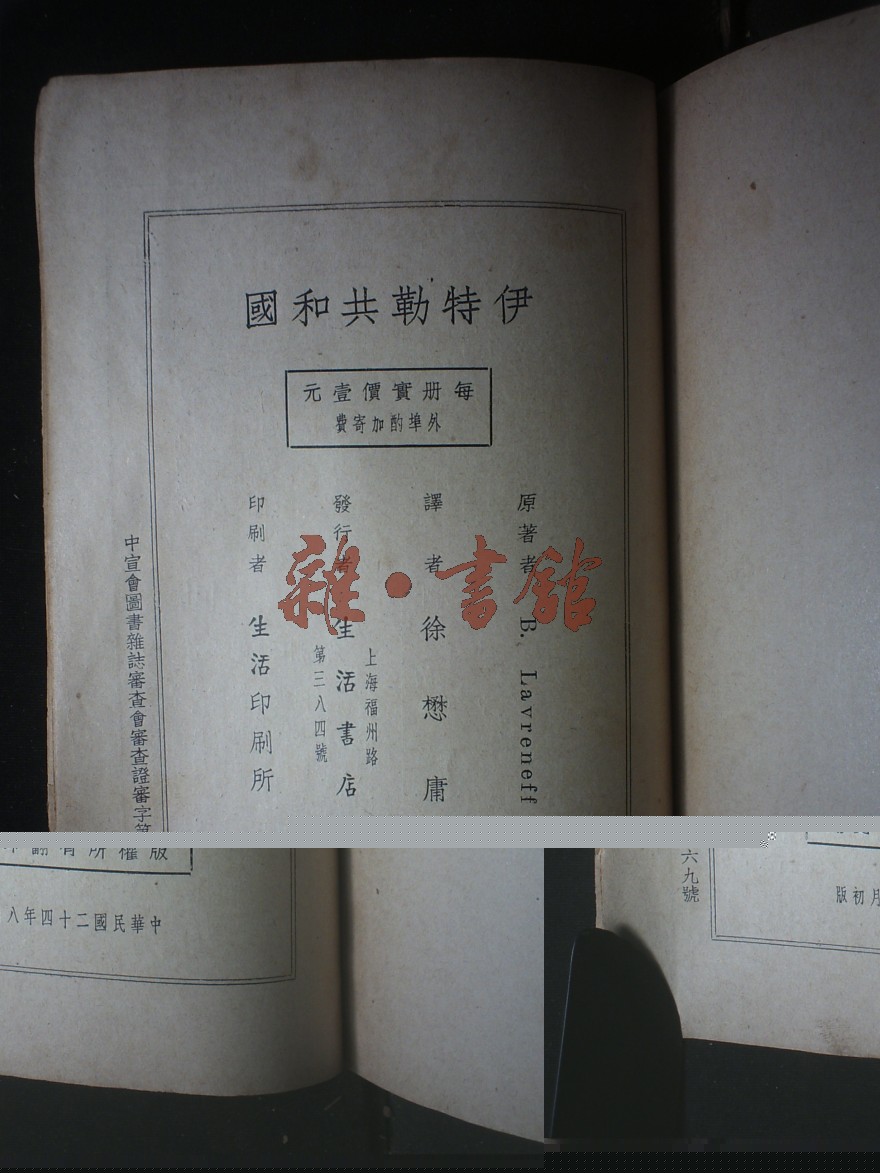 伊特勒共和國
每册實價壹元
外埠酌加寄費
原著者 B. Lavreneff
譯者 徐懋庸
發行者 生活書店
上海福州路
第三八四號
印刷者 生活印刷所
中宣會圖書雜誌審查會審查證審字第
雜·書館
版權所有翻印
中華民國二十四年八
六九號
月初版